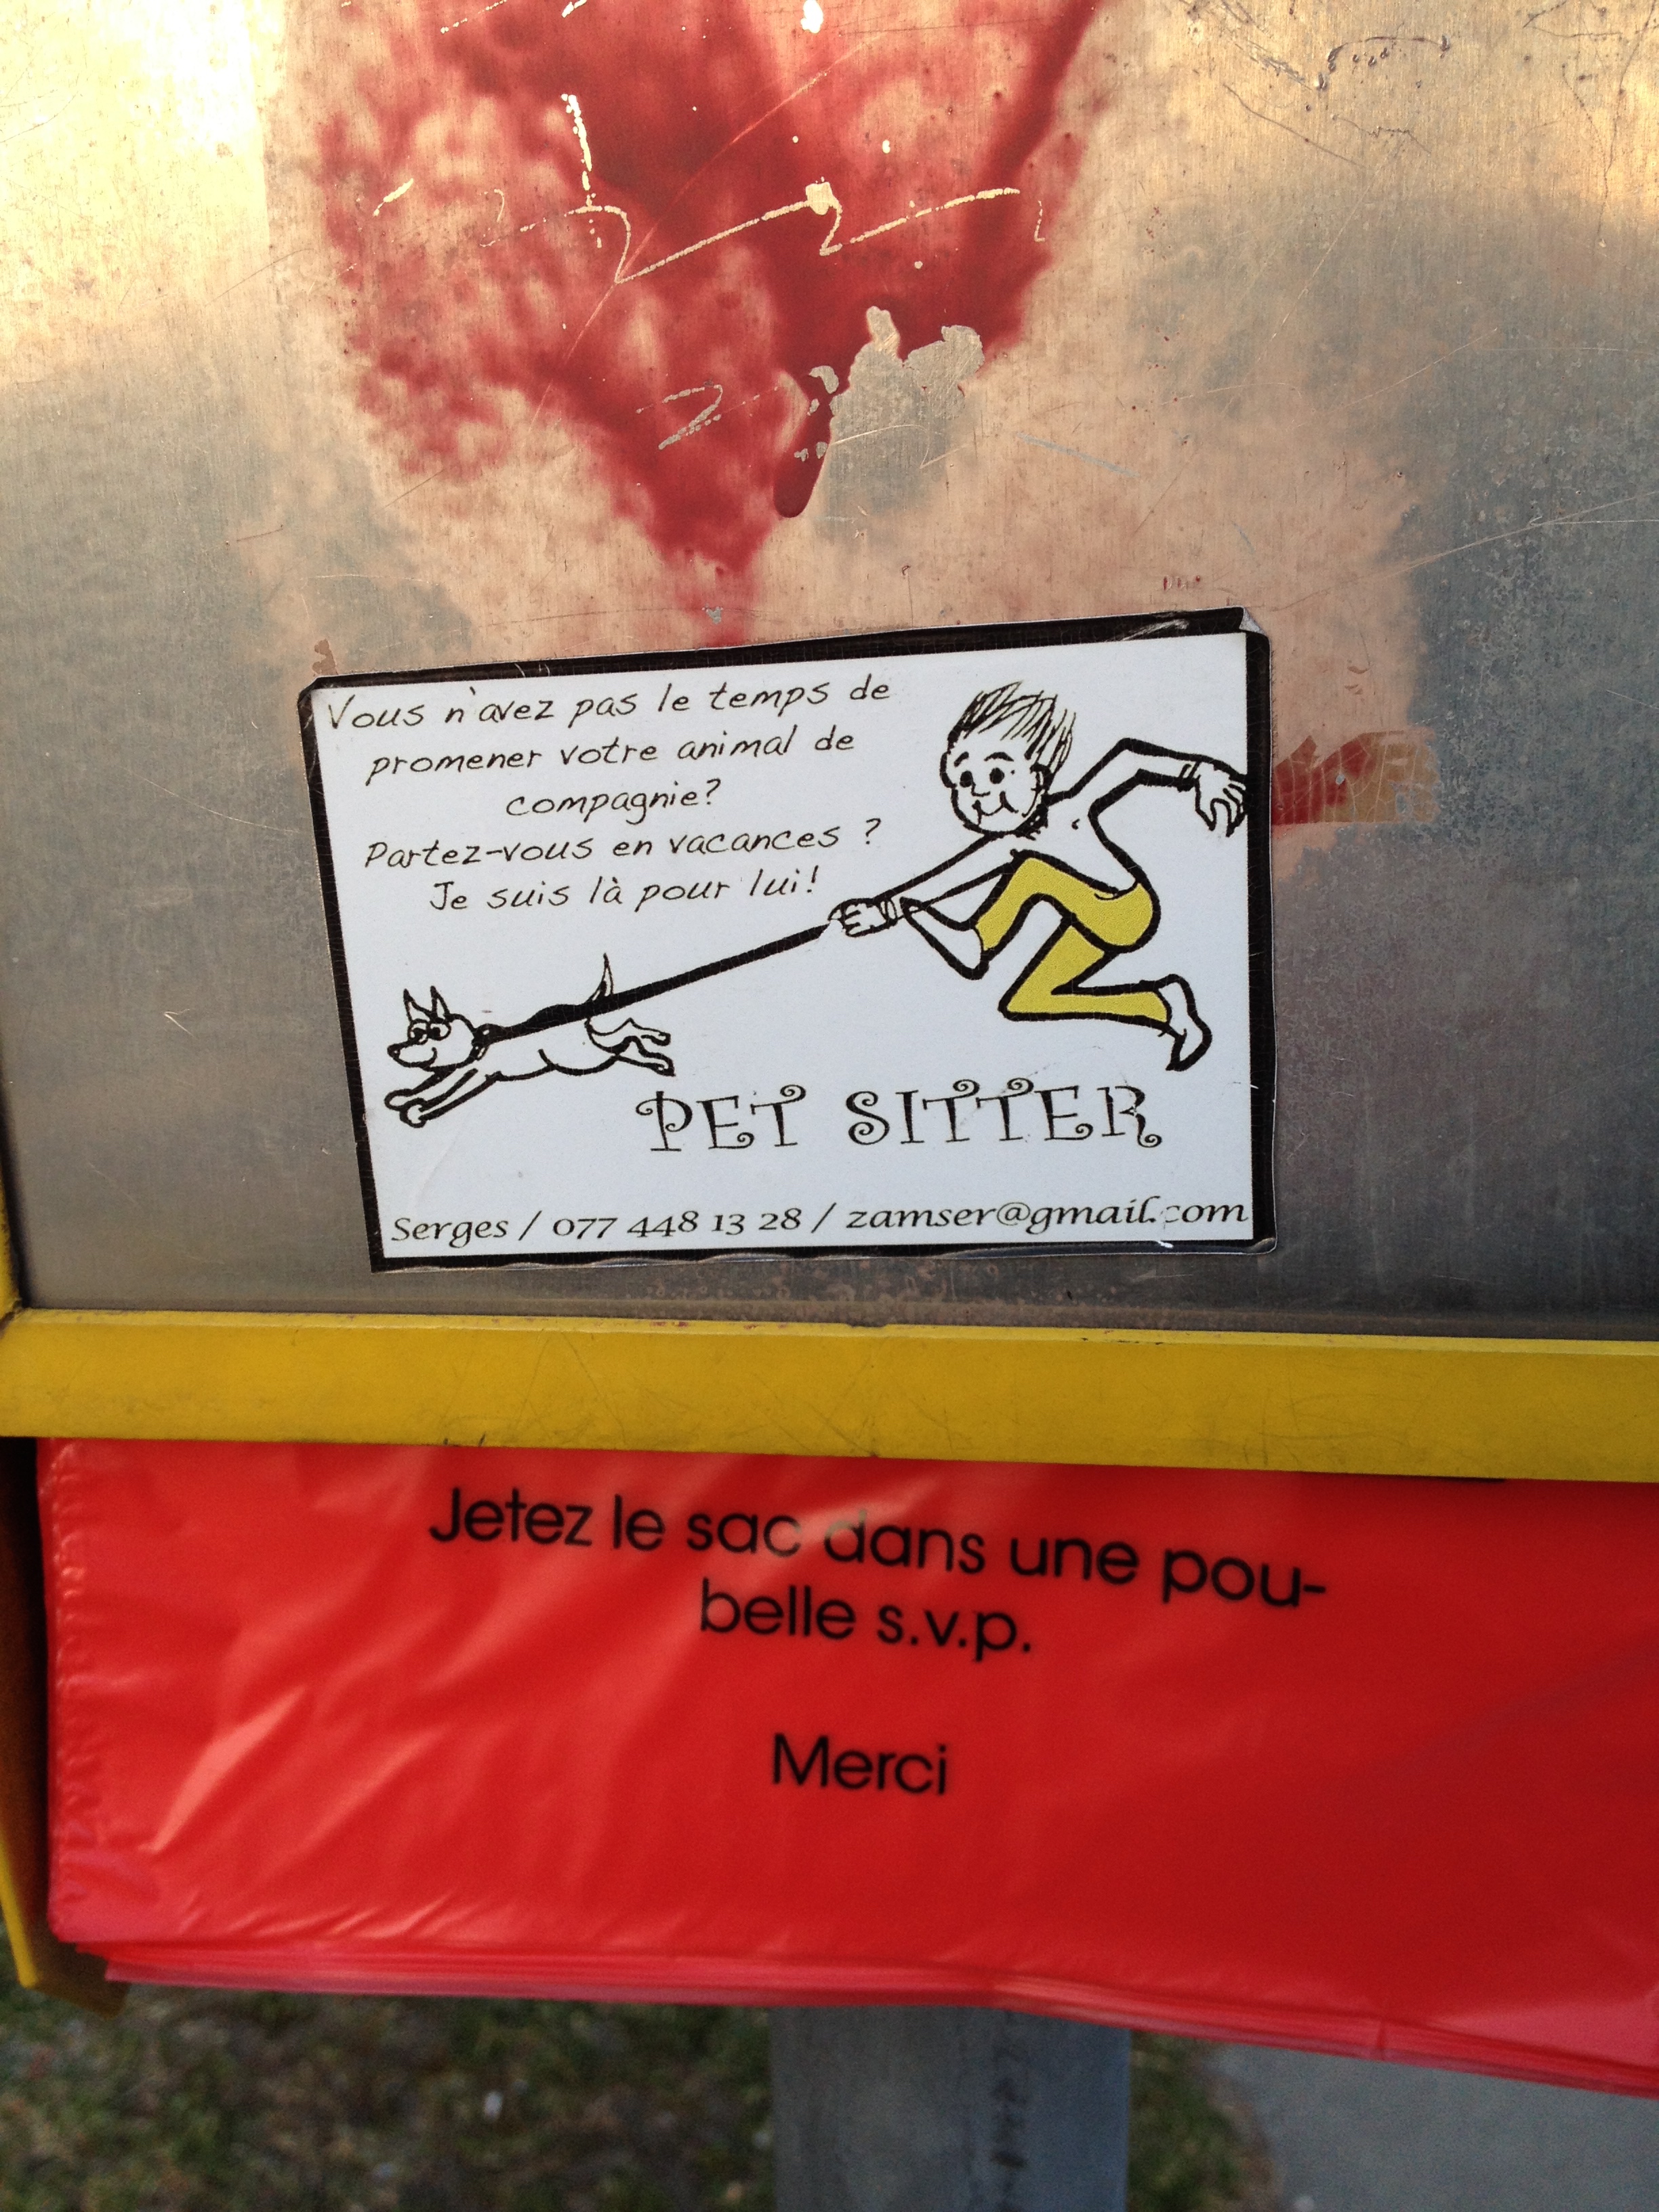 Vous n'avez pas le temps de
promener votre animal de
compagnie?
Partez-vous en vacances ?
Je suis là pour lui!
PET SITTER
Serges / 077 448 13 28 / zamser@gmail.com
Jetez le sac dans une pou-
belle s.v.p.
Merci